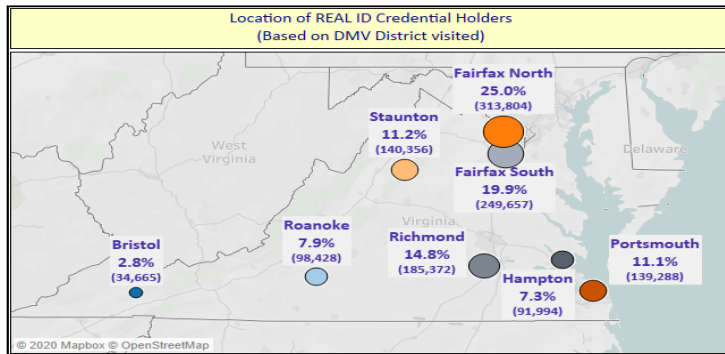 Location of REAL ID Credential Holders
(Based on DMV District visited)
Fairfax North
25.0%
(313,804)
Staunton
11.2%
(140,356)
West
Virginia
Delaware
Fairfax South
19.9%
(249,657)
Virginia
Roanoke
7.9%
(98,428)
Richmond
14.8%
(185,372)
Portsmouth
11.1%
(139,288)
Bristol
2.8%
(34,665)
Hampton
7.3%
(91,994)
© 2020 Mapbox © OpenStreetMap